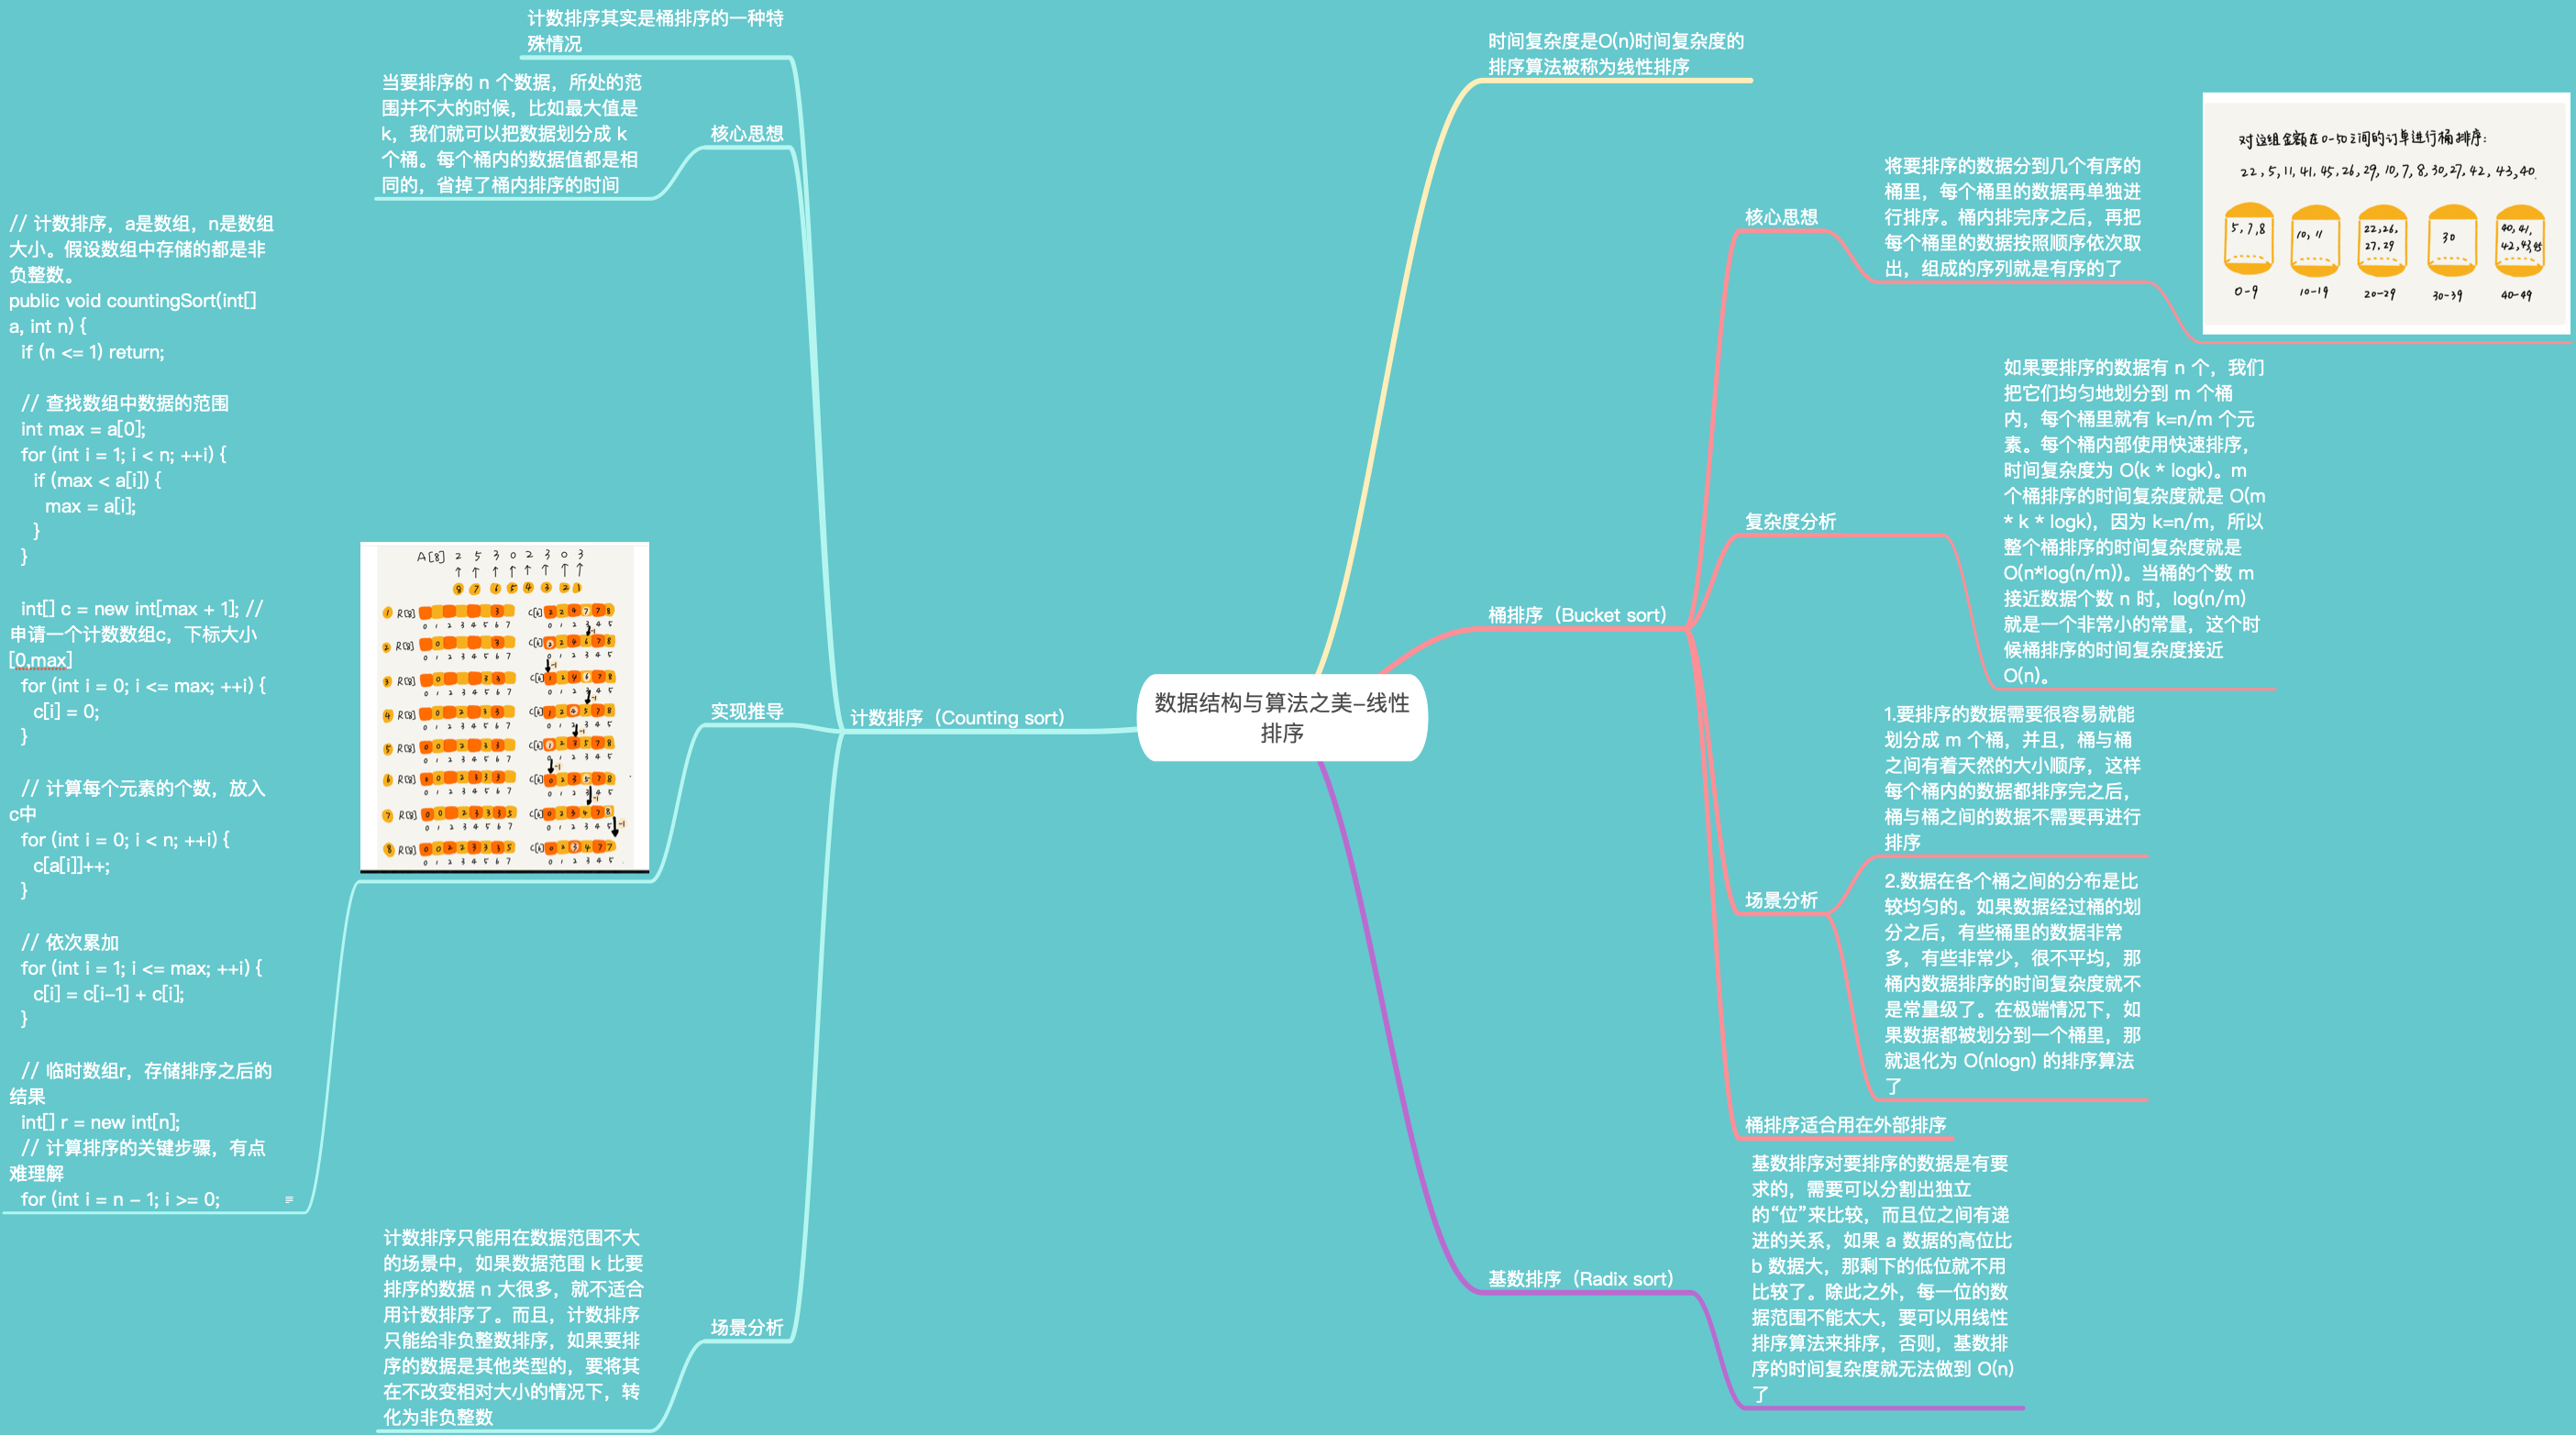 数据结构与算法之美-线性
排序
时间复杂度是O(n)时间复杂度的
排序算法被称为线性排序
桶排序（Bucket sort）
核心思想
将要排序的数据分到几个有序的
桶里，每个桶里的数据再单独进
行排序。桶内排完序之后，再把
每个桶里的数据按照顺序依次取
出，组成的序列就是有序的了
对这组金额在0-50之间的订单进行桶排序：
22, 5, 11, 41, 45, 26, 29, 10, 7, 8, 30, 27, 42, 43, 40.
5, 7, 8
10, 11
22, 26,
27, 29
30
40, 41,
42, 43, 45
0-9
10-19
20-29
30-39
40-49
复杂度分析
如果要排序的数据有 n 个，我们
把它们均匀地划分到 m 个桶
内，每个桶里就有 k=n/m 个元
素。每个桶内部使用快速排序，
时间复杂度为 O(k * logk)。m
个桶排序的时间复杂度就是 O(m
* k * logk)，因为 k=n/m，所以
整个桶排序的时间复杂度就是
O(n*log(n/m))。当桶的个数 m
接近数据个数 n 时，log(n/m)
就是一个非常小的常量，这个时
候桶排序的时间复杂度接近
O(n)。
场景分析
1.要排序的数据需要很容易就能
划分成 m 个桶，并且，桶与桶
之间有着天然的大小顺序，这样
每个桶内的数据都排序完之后，
桶与桶之间的数据不需要再进行
排序
2.数据在各个桶之间的分布是比
较均匀的。如果数据经过桶的划
分之后，有些桶里的数据非常
多，有些非常少，很不平均，那
桶内数据排序的时间复杂度就不
是常量级了。在极端情况下，如
果数据都被划分到一个桶里，那
就退化为 O(nlogn) 的排序算法
了
桶排序适合用在外部排序
基数排序（Radix sort）
基数排序对要排序的数据是有要
求的，需要可以分割出独立
的“位”来比较，而且位之间有递
进的关系，如果 a 数据的高位比
b 数据大，那剩下的低位就不用
比较了。除此之外，每一位的数
据范围不能太大，要可以用线性
排序算法来排序，否则，基数排
序的时间复杂度就无法做到 O(n)
了
计数排序（Counting sort）
计数排序其实是桶排序的一种特
殊情况
核心思想
当要排序的 n 个数据，所处的范
围并不大的时候，比如最大值是
k，我们就可以把数据划分成 k
个桶。每个桶内的数据值都是相
同的，省掉了桶内排序的时间
实现推导
A[8] 2 5 3 0 2 3 0 3
8 7 6 5 4 3 2 1
// 计数排序，a是数组，n是数组
大小。假设数组中存储的都是非
负整数。
public void countingSort(int[]
a, int n) {
if (n <= 1) return;
// 查找数组中数据的范围
int max = a[0];
for (int i = 1; i < n; ++i) {
if (max < a[i]) {
max = a[i];
}
}
int[] c = new int[max + 1]; //
申请一个计数数组c，下标大小
[0,max]
for (int i = 0; i <= max; ++i) {
c[i] = 0;
}
// 计算每个元素的个数，放入
c中
for (int i = 0; i < n; ++i) {
c[a[i]]++;
}
// 依次累加
for (int i = 1; i <= max; ++i) {
c[i] = c[i-1] + c[i];
}
// 临时数组r，存储排序之后的
结果
int[] r = new int[n];
// 计算排序的关键步骤，有点
难理解
for (int i = n - 1; i >= 0;
场景分析
计数排序只能用在数据范围不大
的场景中，如果数据范围 k 比要
排序的数据 n 大很多，就不适合
用计数排序了。而且，计数排序
只能给非负整数排序，如果要排
序的数据是其他类型的，要将其
在不改变相对大小的情况下，转
化为非负整数